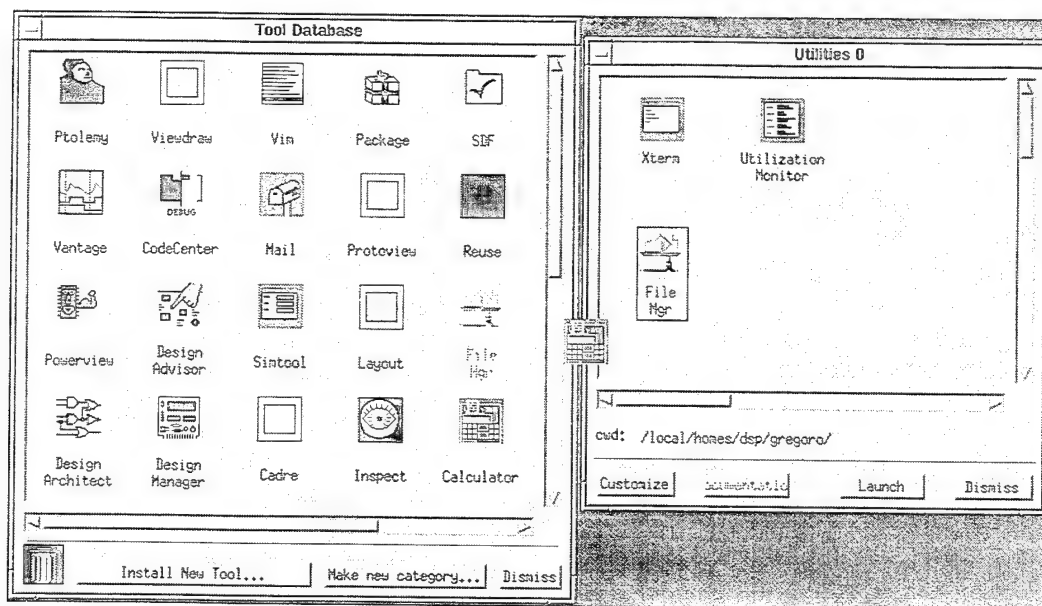 Tool Database
Ptolemy Viewdraw Vim Package SDF
DEBUG
Vantage CodeCenter Mail Protoview Reuse
Powerview Design Advisor Simtool Layout File Mgr
Design Architect Design Manager Cadre Inspect Calculator
Install New Tool... Make new category... Dismiss
Utilities 0
Xterm Utilization Monitor
File Mgr
cwd: /local/homes/dsp/gregoro/
Customize Launch Dismiss